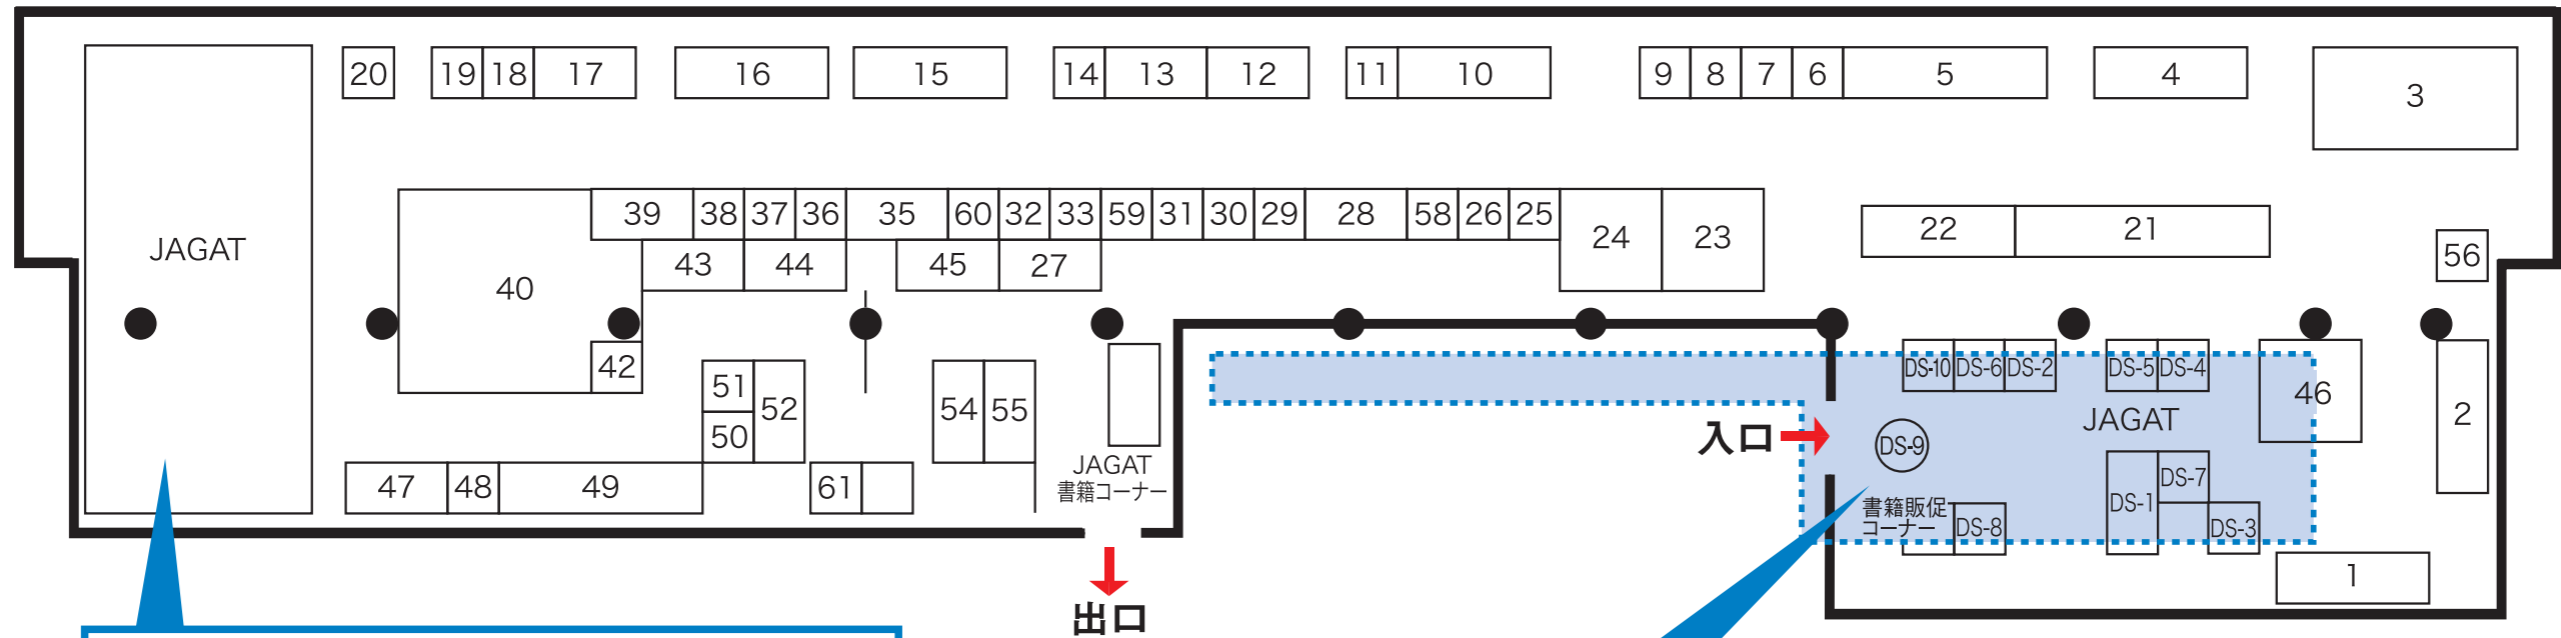 20 19 18 17 16 15 14 13 12 11 10 9 8 7 6 5 4 3
JAGAT
39 38 37 36 35 60 32 33 59 31 30 29 28 58 26 25 24 23 22 21
40 43 44 45 27 56
42
51 52 54 55
50
JAGAT
書籍コーナー
47 48 49 61
出口
入口
DS-10 DS-6 DS-2 DS-5 DS-4
46
2
JAGAT
DS-9
DS-7
DS-1
書籍販促
コーナー
DS-8
DS-3
1